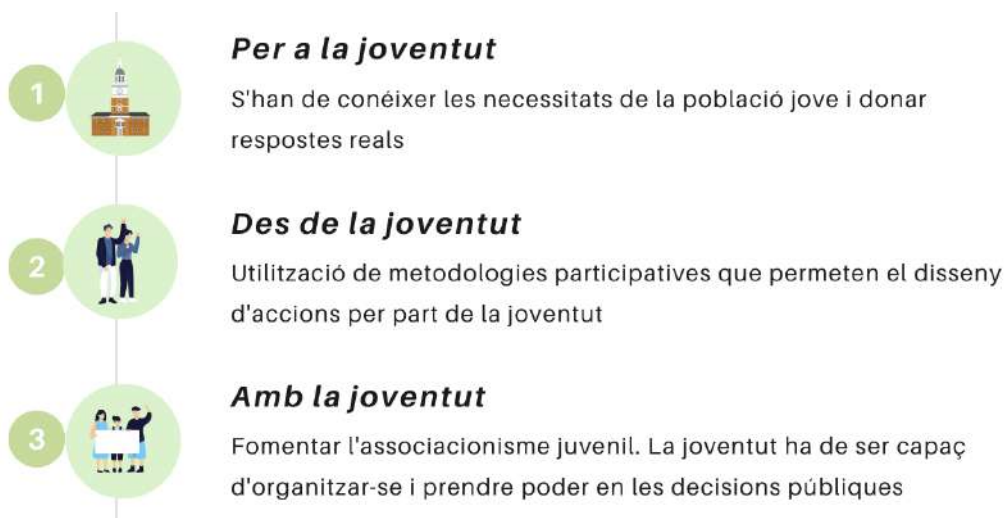 1
Per a la joventut
S'han de conéixer les necessitats de la població jove i donar
respostes reals
2
Des de la joventut
Utilització de metodologies participatives que permeten el disseny
d'accions per part de la joventut
3
Amb la joventut
Fomentar l'associacionisme juvenil. La joventut ha de ser capaç
d'organitzar-se i prendre poder en les decisions públiques